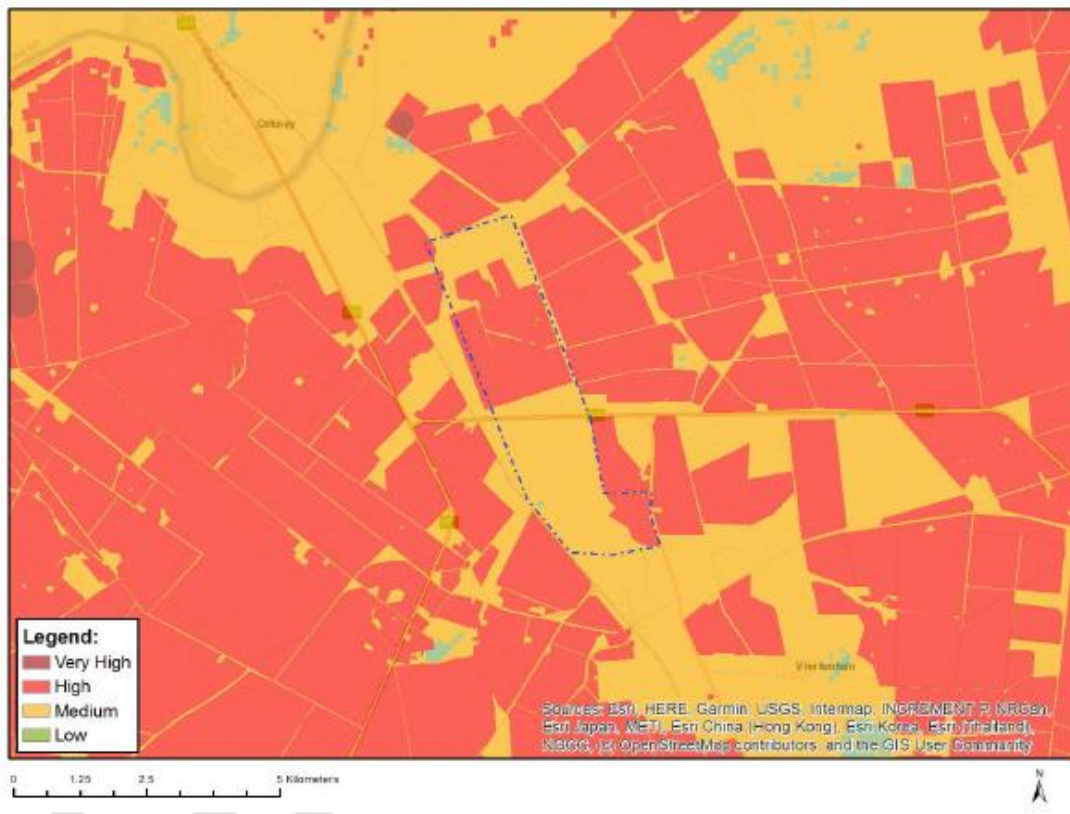 Orkney
Vierfontein
Legend:
Very High
High
Medium
Low
Sources: Esri, HERE, Garmin, USGS, Intermap, INCREMENT P, NRCan,
Esri Japan, METI, Esri China (Hong Kong), Esri Korea, Esri (Thailand),
NGCC, (c) OpenStreetMap contributors, and the GIS User Community
0 1.25 2.5 5 Kilometers
N